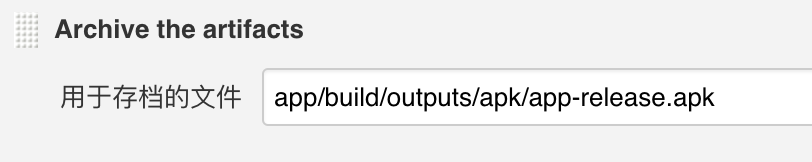 Archive the artifacts
用于存档的文件 app/build/outputs/apk/app-release.apk